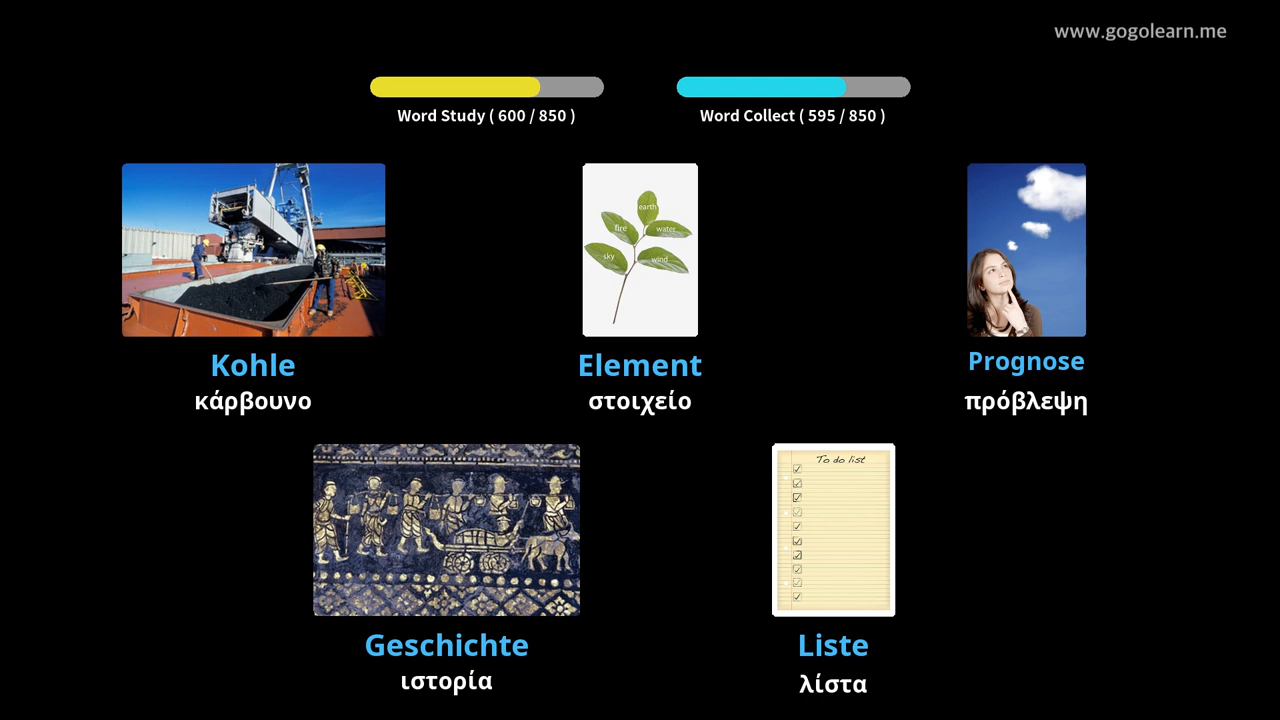 www.gogolearn.me
Word Study ( 600 / 850 )
Word Collect ( 595 / 850 )
earth
fire
water
sky
wind
Kohle
κάρβουνο
Element
στοιχείο
Prognose
πρόβλεψη
To do list
Geschichte
ιστορία
Liste
λίστα